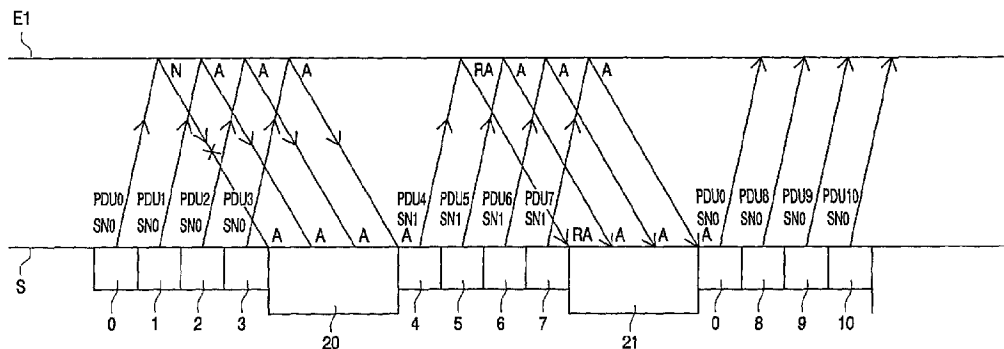 E1
N A A A RA A A A
PDU0 PDU1 PDU2 PDU3 PDU4 PDU5 PDU6 PDU7 PDU0 PDU8 PDU9 PDU10
SN0 SN0 SN0 SN0 SN1 SN1 SN1 SN1 SN0 SN0 SN0 SN0
A A A A RA A A A
S
0 1 2 3 4 5 6 7 0 8 9 10
20 21